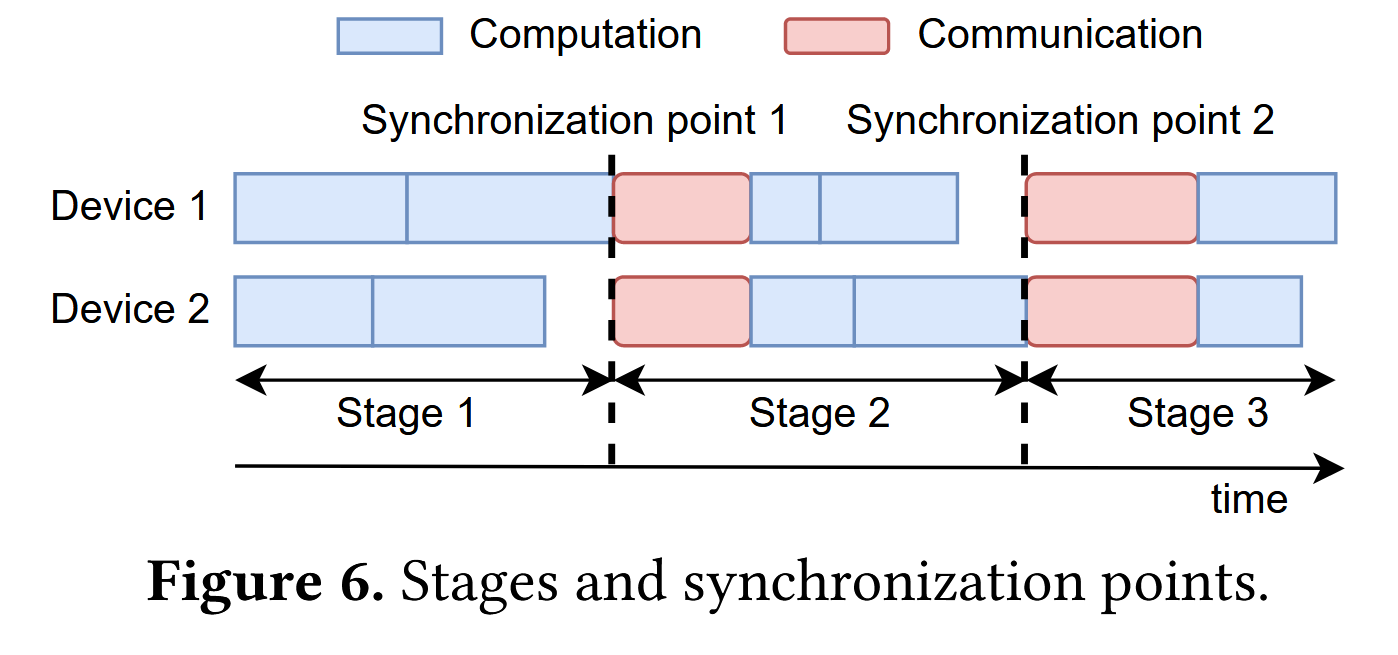 Computation
Communication
Synchronization point 1
Synchronization point 2
Device 1
Device 2
Stage 1
Stage 2
Stage 3
time
Figure 6. Stages and synchronization points.